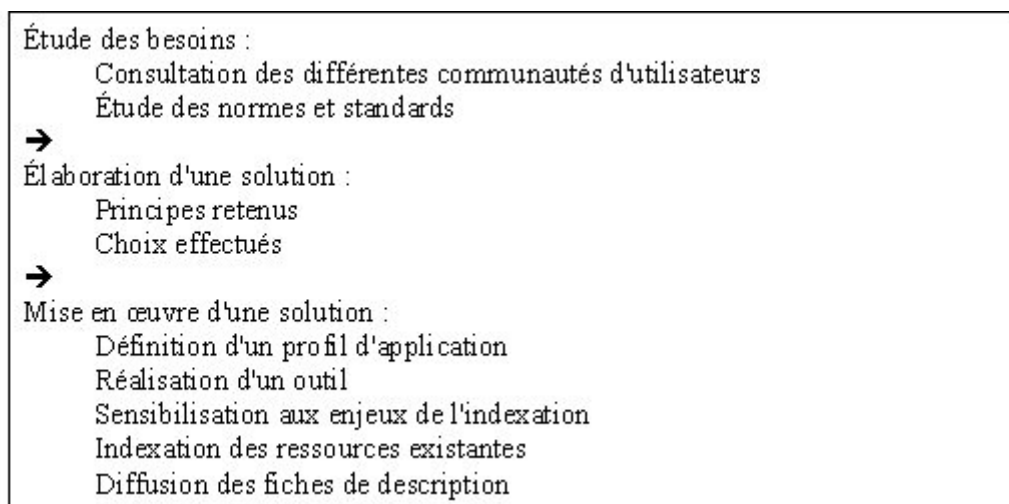 Étude des besoins :
Consultation des différentes communautés d'utilisateurs
Étude des normes et standards
➔
Élaboration d'une solution :
Principes retenus
Choix effectués
➔
Mise en œuvre d'une solution :
Définition d'un profil d'application
Réalisation d'un outil
Sensibilisation aux enjeux de l'indexation
Indexation des ressources existantes
Diffusion des fiches de description